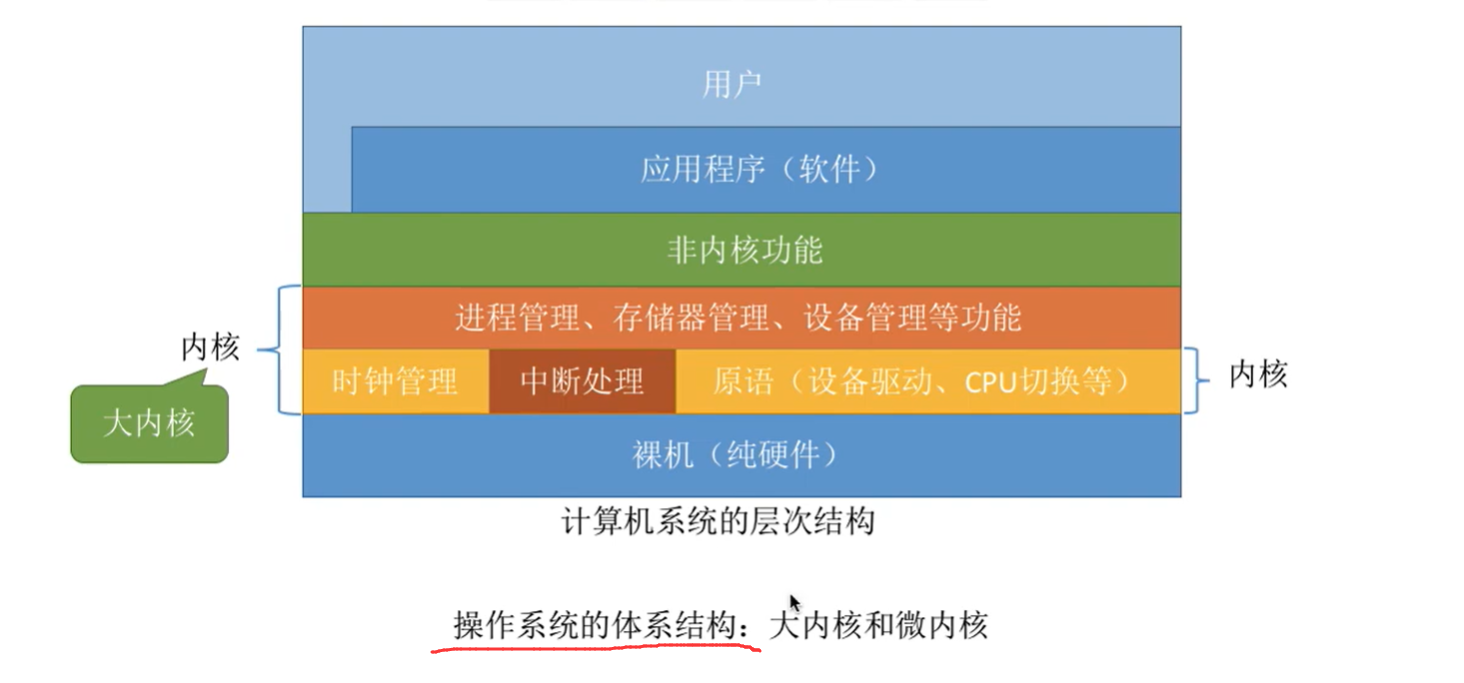 用户
应用程序（软件）
非内核功能
进程管理、存储器管理、设备管理等功能
内核
时钟管理 中断处理 原语（设备驱动、CPU切换等）
内核
大内核
裸机（纯硬件）
计算机系统的层次结构
操作系统的体系结构：大内核和微内核